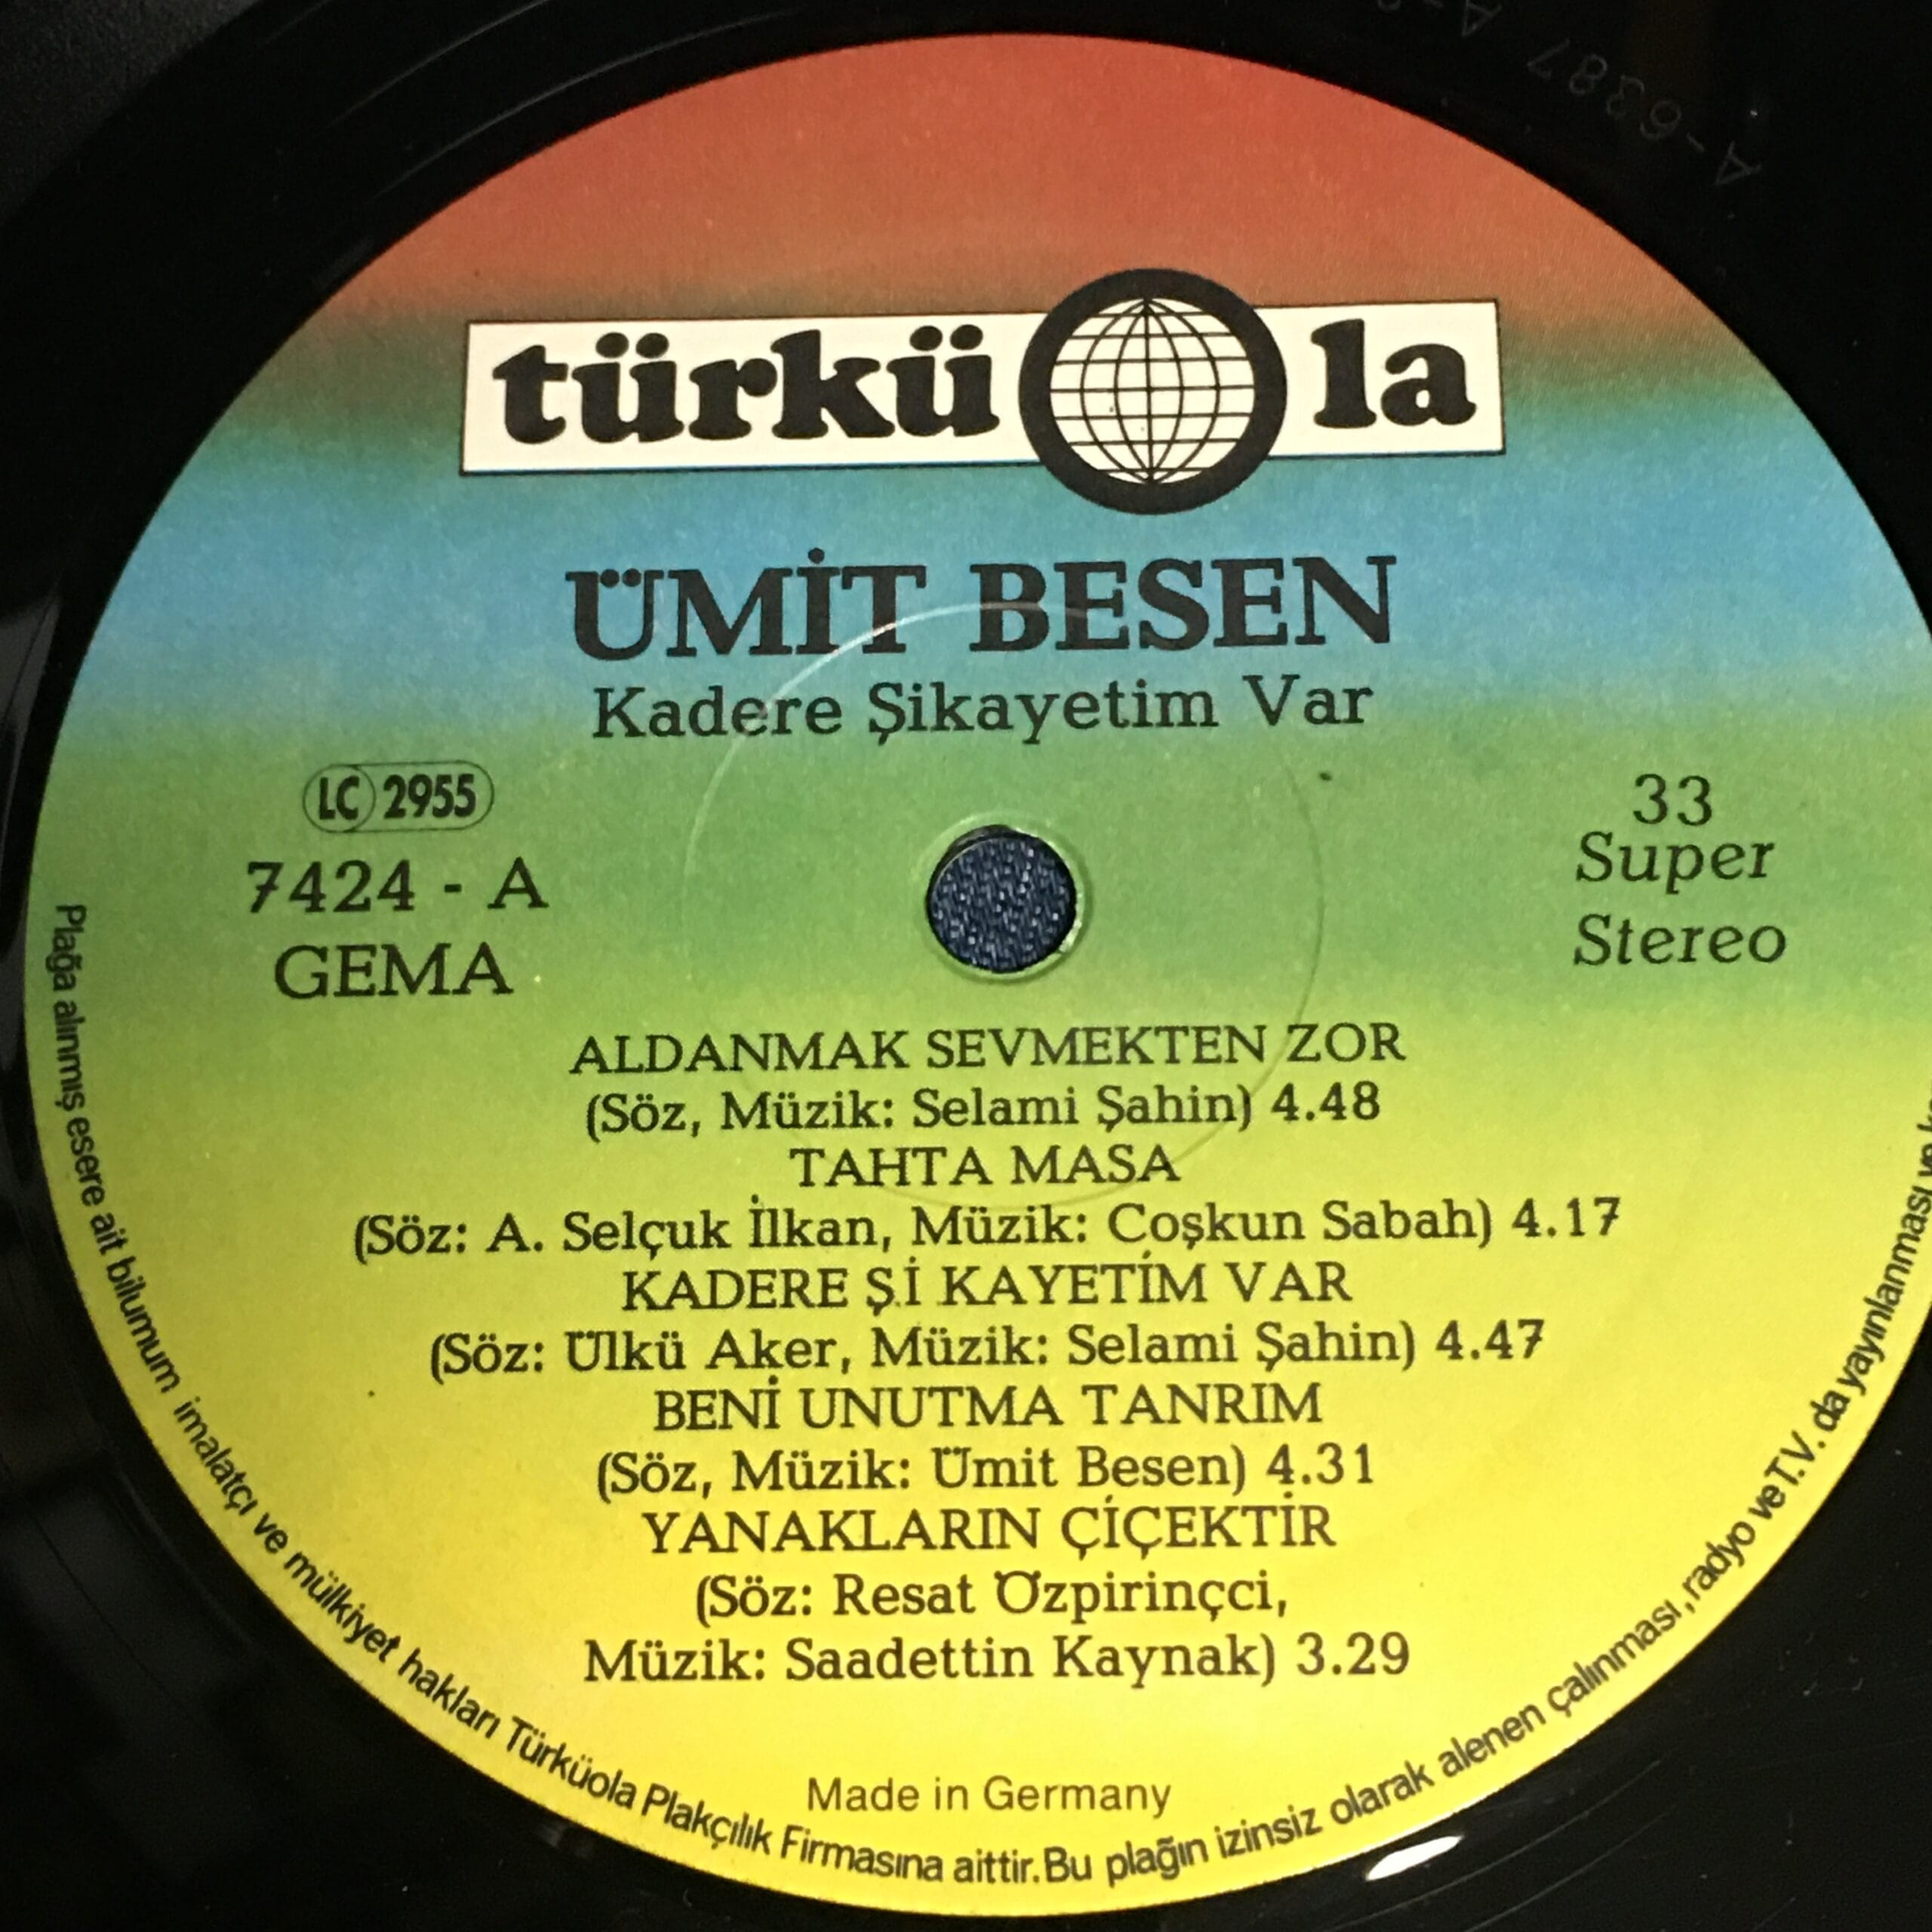 A-6387 A-
türkü la
ÜMİT BESEN
Kadere Şikayetim Var
LC 2955
7424 - A
GEMA
33
Super
Stereo
ALDANMAK SEVMEKTEN ZOR
(Söz, Müzik: Selami Şahin) 4.48
TAHTA MASA
(Söz: A. Selçuk İlkan, Müzik: Coşkun Sabah) 4.17
KADERE Şİ KAYETİM VAR
(Söz: Ülkü Aker, Müzik: Selami Şahin) 4.47
BENİ UNUTMA TANRIM
(Söz, Müzik: Ümit Besen) 4.31
YANAKLARIN ÇİÇEKTİR
(Söz: Resat Özpirinçci,
Müzik: Saadettin Kaynak) 3.29
Made in Germany
Plağa alınmış esere ait bilumum imalatçı ve mülkiyet hakları Türküola Plakçılık Firmasına aittir. Bu plağın izinsiz olarak alenen çalınması, radyo ve T.V. da yayınlanması ve